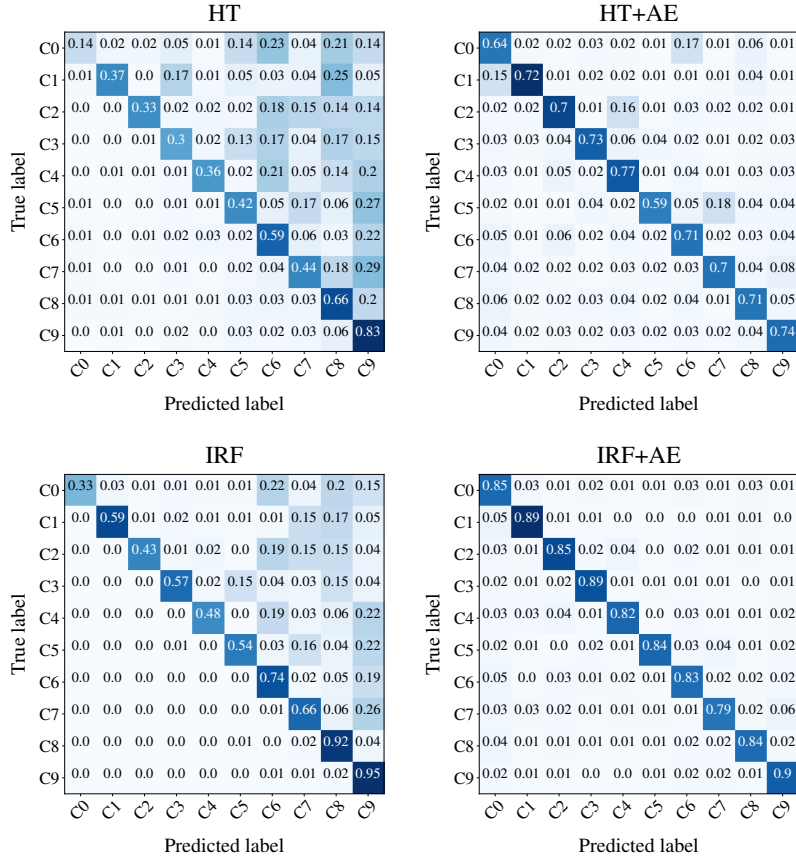 HT
C0 0.14 0.02 0.02 0.05 0.01 0.14 0.23 0.04 0.21 0.14
C1 0.01 0.37 0.0 0.17 0.01 0.05 0.03 0.04 0.25 0.05
C2 0.0 0.0 0.33 0.02 0.02 0.02 0.18 0.15 0.14 0.14
C3 0.0 0.0 0.01 0.3 0.02 0.13 0.17 0.04 0.17 0.15
C4 0.0 0.01 0.01 0.01 0.36 0.02 0.21 0.05 0.14 0.2
C5 0.01 0.0 0.0 0.01 0.01 0.42 0.05 0.17 0.06 0.27
C6 0.01 0.0 0.01 0.02 0.03 0.02 0.59 0.06 0.03 0.22
C7 0.0 0.01 0.0 0.01 0.0 0.02 0.04 0.44 0.18 0.29
C8 0.01 0.01 0.01 0.01 0.01 0.03 0.03 0.03 0.66 0.2
C9 0.0 0.01 0.0 0.02 0.0 0.03 0.02 0.03 0.06 0.83
C0 C1 C2 C3 C4 C5 C6 C7 C8 C9
True label
Predicted label
HT+AE
C0 0.64 0.02 0.02 0.03 0.02 0.01 0.17 0.01 0.06 0.01
C1 0.15 0.72 0.01 0.02 0.02 0.01 0.01 0.01 0.04 0.01
C2 0.02 0.02 0.7 0.01 0.16 0.01 0.03 0.02 0.02 0.01
C3 0.03 0.03 0.04 0.73 0.06 0.04 0.02 0.01 0.02 0.03
C4 0.03 0.01 0.05 0.02 0.77 0.01 0.04 0.01 0.03 0.03
C5 0.02 0.01 0.01 0.04 0.02 0.59 0.05 0.18 0.04 0.04
C6 0.05 0.02 0.06 0.02 0.04 0.02 0.71 0.02 0.03 0.04
C7 0.04 0.02 0.02 0.02 0.03 0.02 0.03 0.7 0.04 0.08
C8 0.06 0.02 0.02 0.03 0.04 0.02 0.04 0.01 0.71 0.05
C9 0.04 0.02 0.03 0.02 0.03 0.02 0.03 0.02 0.04 0.74
C0 C1 C2 C3 C4 C5 C6 C7 C8 C9
True label
Predicted label
IRF
C0 0.33 0.03 0.01 0.01 0.01 0.01 0.22 0.04 0.2 0.15
C1 0.0 0.59 0.01 0.02 0.01 0.01 0.01 0.15 0.17 0.05
C2 0.0 0.0 0.43 0.01 0.02 0.0 0.19 0.15 0.15 0.04
C3 0.0 0.0 0.0 0.57 0.02 0.15 0.04 0.03 0.15 0.04
C4 0.0 0.0 0.0 0.0 0.48 0.0 0.19 0.03 0.06 0.22
C5 0.0 0.0 0.0 0.01 0.0 0.54 0.03 0.16 0.04 0.22
C6 0.0 0.0 0.0 0.0 0.0 0.0 0.74 0.02 0.05 0.19
C7 0.0 0.0 0.0 0.0 0.0 0.0 0.01 0.66 0.06 0.26
C8 0.0 0.0 0.0 0.0 0.0 0.01 0.0 0.02 0.92 0.04
C9 0.0 0.0 0.0 0.0 0.0 0.01 0.01 0.01 0.02 0.95
C0 C1 C2 C3 C4 C5 C6 C7 C8 C9
True label
Predicted label
IRF+AE
C0 0.85 0.03 0.01 0.02 0.01 0.01 0.03 0.01 0.03 0.01
C1 0.05 0.89 0.01 0.01 0.0 0.0 0.01 0.01 0.01 0.0
C2 0.03 0.01 0.85 0.02 0.04 0.0 0.02 0.01 0.01 0.01
C3 0.02 0.01 0.02 0.89 0.01 0.01 0.01 0.01 0.0 0.01
C4 0.03 0.03 0.04 0.01 0.82 0.0 0.03 0.01 0.01 0.02
C5 0.02 0.01 0.0 0.02 0.01 0.84 0.03 0.04 0.01 0.02
C6 0.05 0.0 0.03 0.01 0.02 0.01 0.83 0.02 0.02 0.02
C7 0.03 0.03 0.02 0.01 0.01 0.01 0.02 0.79 0.02 0.06
C8 0.04 0.01 0.01 0.01 0.01 0.01 0.02 0.02 0.84 0.02
C9 0.02 0.01 0.01 0.0 0.0 0.01 0.02 0.02 0.01 0.9
C0 C1 C2 C3 C4 C5 C6 C7 C8 C9
True label
Predicted label